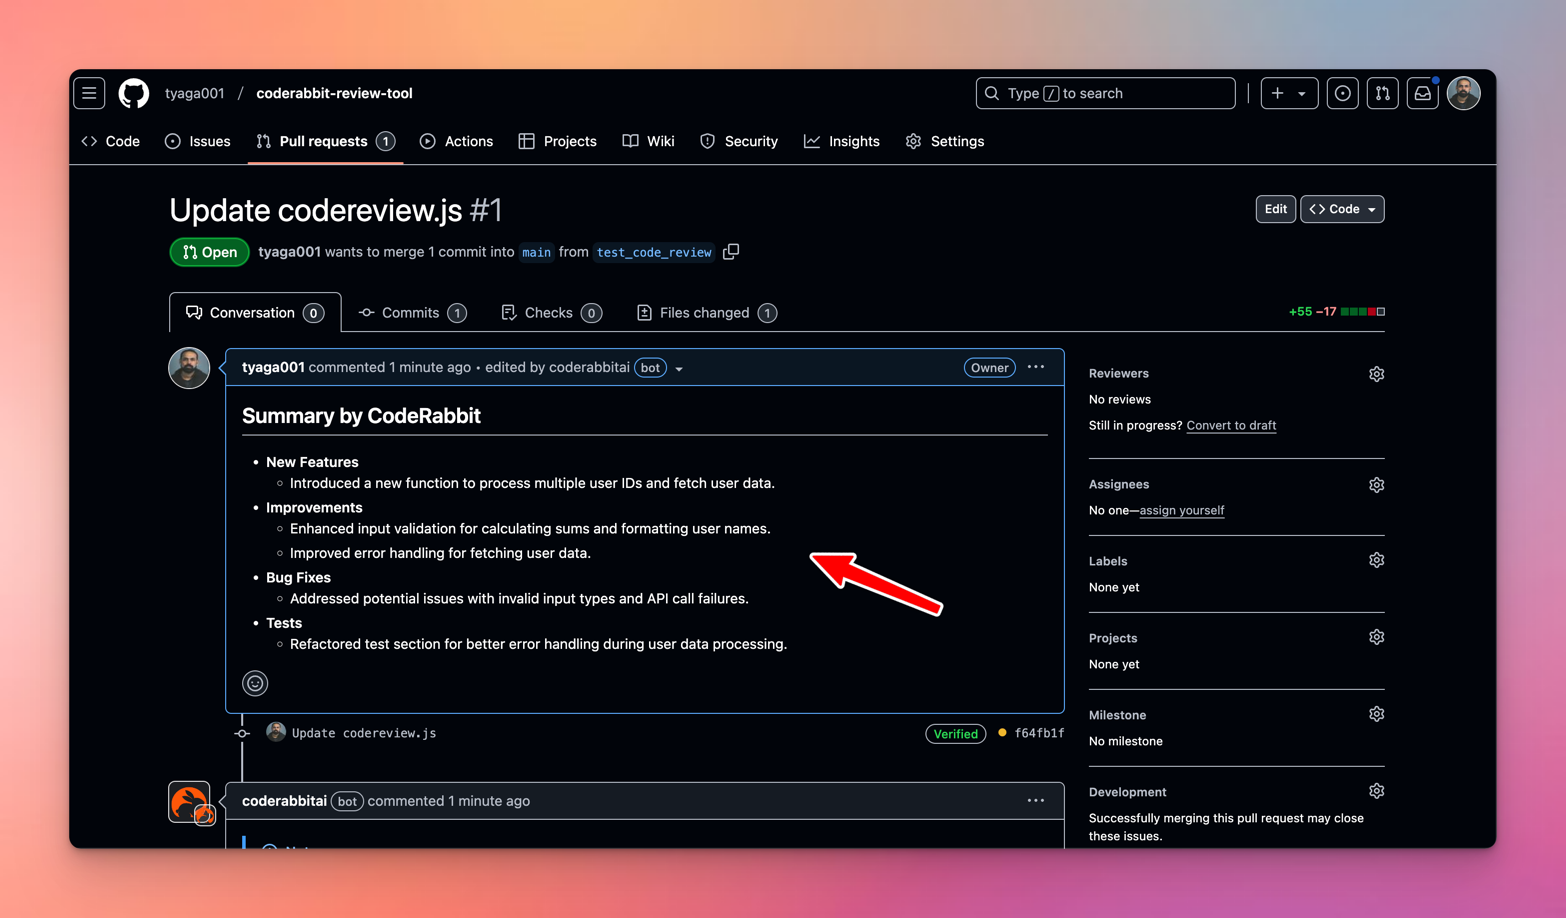 tyaga001 / coderabbit-review-tool
Type / to search
Code
Issues
Pull requests 1
Actions
Projects
Wiki
Security
Insights
Settings
Update codereview.js #1
Edit
<> Code
Open
tyaga001 wants to merge 1 commit into main from test_code_review
Conversation 0
Commits 1
Checks 0
Files changed 1
+55 −17
tyaga001 commented 1 minute ago • edited by coderabbitai bot
Owner
Summary by CodeRabbit
• New Features
◦ Introduced a new function to process multiple user IDs and fetch user data.
• Improvements
◦ Enhanced input validation for calculating sums and formatting user names.
◦ Improved error handling for fetching user data.
• Bug Fixes
◦ Addressed potential issues with invalid input types and API call failures.
• Tests
◦ Refactored test section for better error handling during user data processing.
Update codereview.js
Verified
f64fb1f
coderabbitai bot commented 1 minute ago
Reviewers
No reviews
Still in progress? Convert to draft
Assignees
No one—assign yourself
Labels
None yet
Projects
None yet
Milestone
No milestone
Development
Successfully merging this pull request may close
these issues.